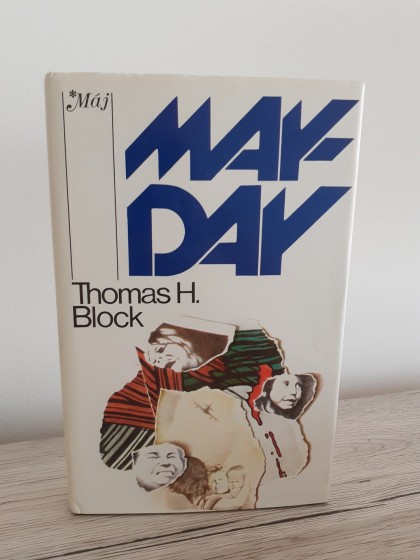 *Máj
MAY-
DAY
Thomas H.
Block